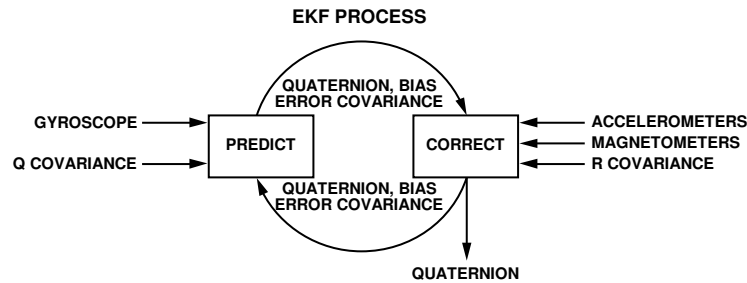 EKF PROCESS
QUATERNION, BIAS
ERROR COVARIANCE
GYROSCOPE
Q COVARIANCE
PREDICT
CORRECT
ACCELEROMETERS
MAGNETOMETERS
R COVARIANCE
QUATERNION, BIAS
ERROR COVARIANCE
QUATERNION